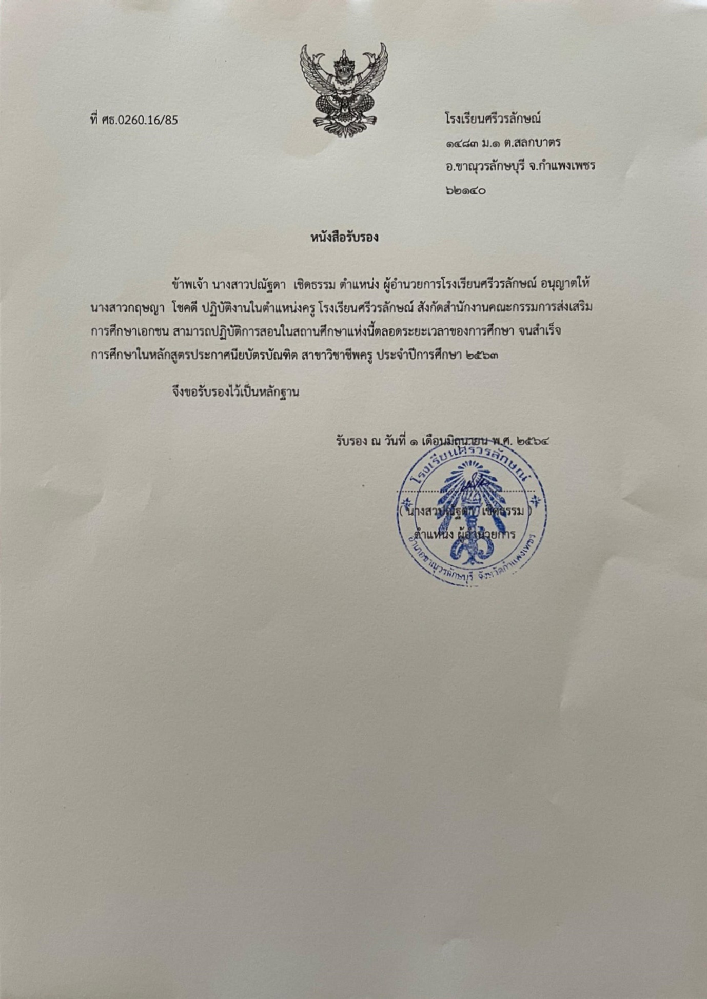 ที่ ศธ.0260.16/85
โรงเรียนศรีวรลักษณ์
๑๔๘๓ ม.๑ ต.สลกบาตร
อ.ขาณุวรลักษบุรี จ.กำแพงเพชร
๖๒๑๔๐
หนังสือรับรอง
ข้าพเจ้า นางสาวปณัฐดา เชิดธรรม ตำแหน่ง ผู้อำนวยการโรงเรียนศรีวรลักษณ์ อนุญาตให้
นางสาวกฤษญา โชคดี ปฏิบัติงานในตำแหน่งครู โรงเรียนศรีวรลักษณ์ สังกัดสำนักงานคณะกรรมการส่งเสริม
การศึกษาเอกชน สามารถปฏิบัติการสอนในสถานศึกษาแห่งนี้ตลอดระยะเวลาของการศึกษา จนสำเร็จ
การศึกษาในหลักสูตรประกาศนียบัตรบัณฑิต สาขาวิชาชีพครู ประจำปีการศึกษา ๒๕๖๓
จึงขอรับรองไว้เป็นหลักฐาน
รับรอง ณ วันที่ ๑ เดือนมิถุนายน พ.ศ. ๒๕๖๔
โรงเรียนศรีวรลักษณ์
( นางสวปณัฐดา เชิดธรรม )
ตำแหน่ง ผู้อำนวยการ
อำเภอขาณุวรลักษบุรี จังหวัดกำแพงเพชร